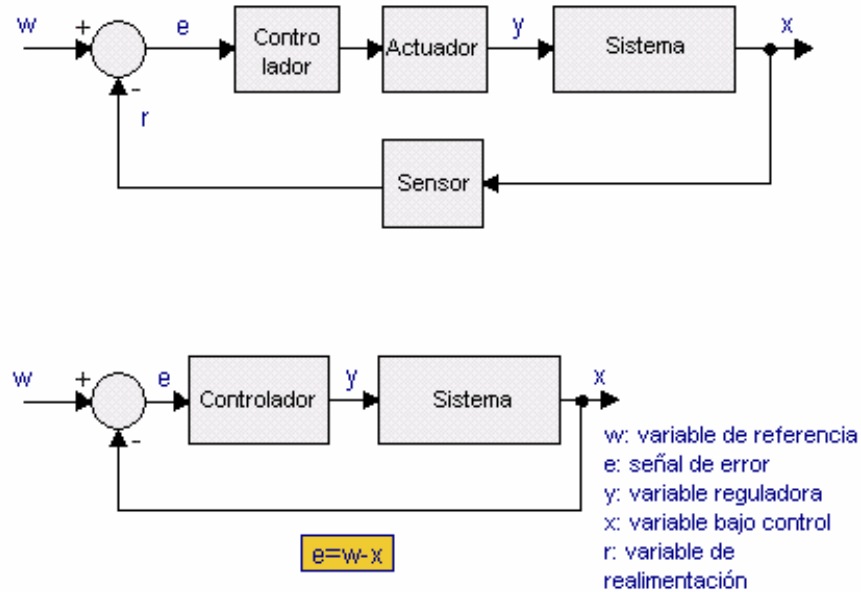 w
+
e
Contro
lador
Actuador
y
Sistema
x
-
r
Sensor
w
+
e
Controlador
y
Sistema
x
-
w: variable de referencia
e: señal de error
y: variable reguladora
x: variable bajo control
r: variable de
realimentación
e=w-x